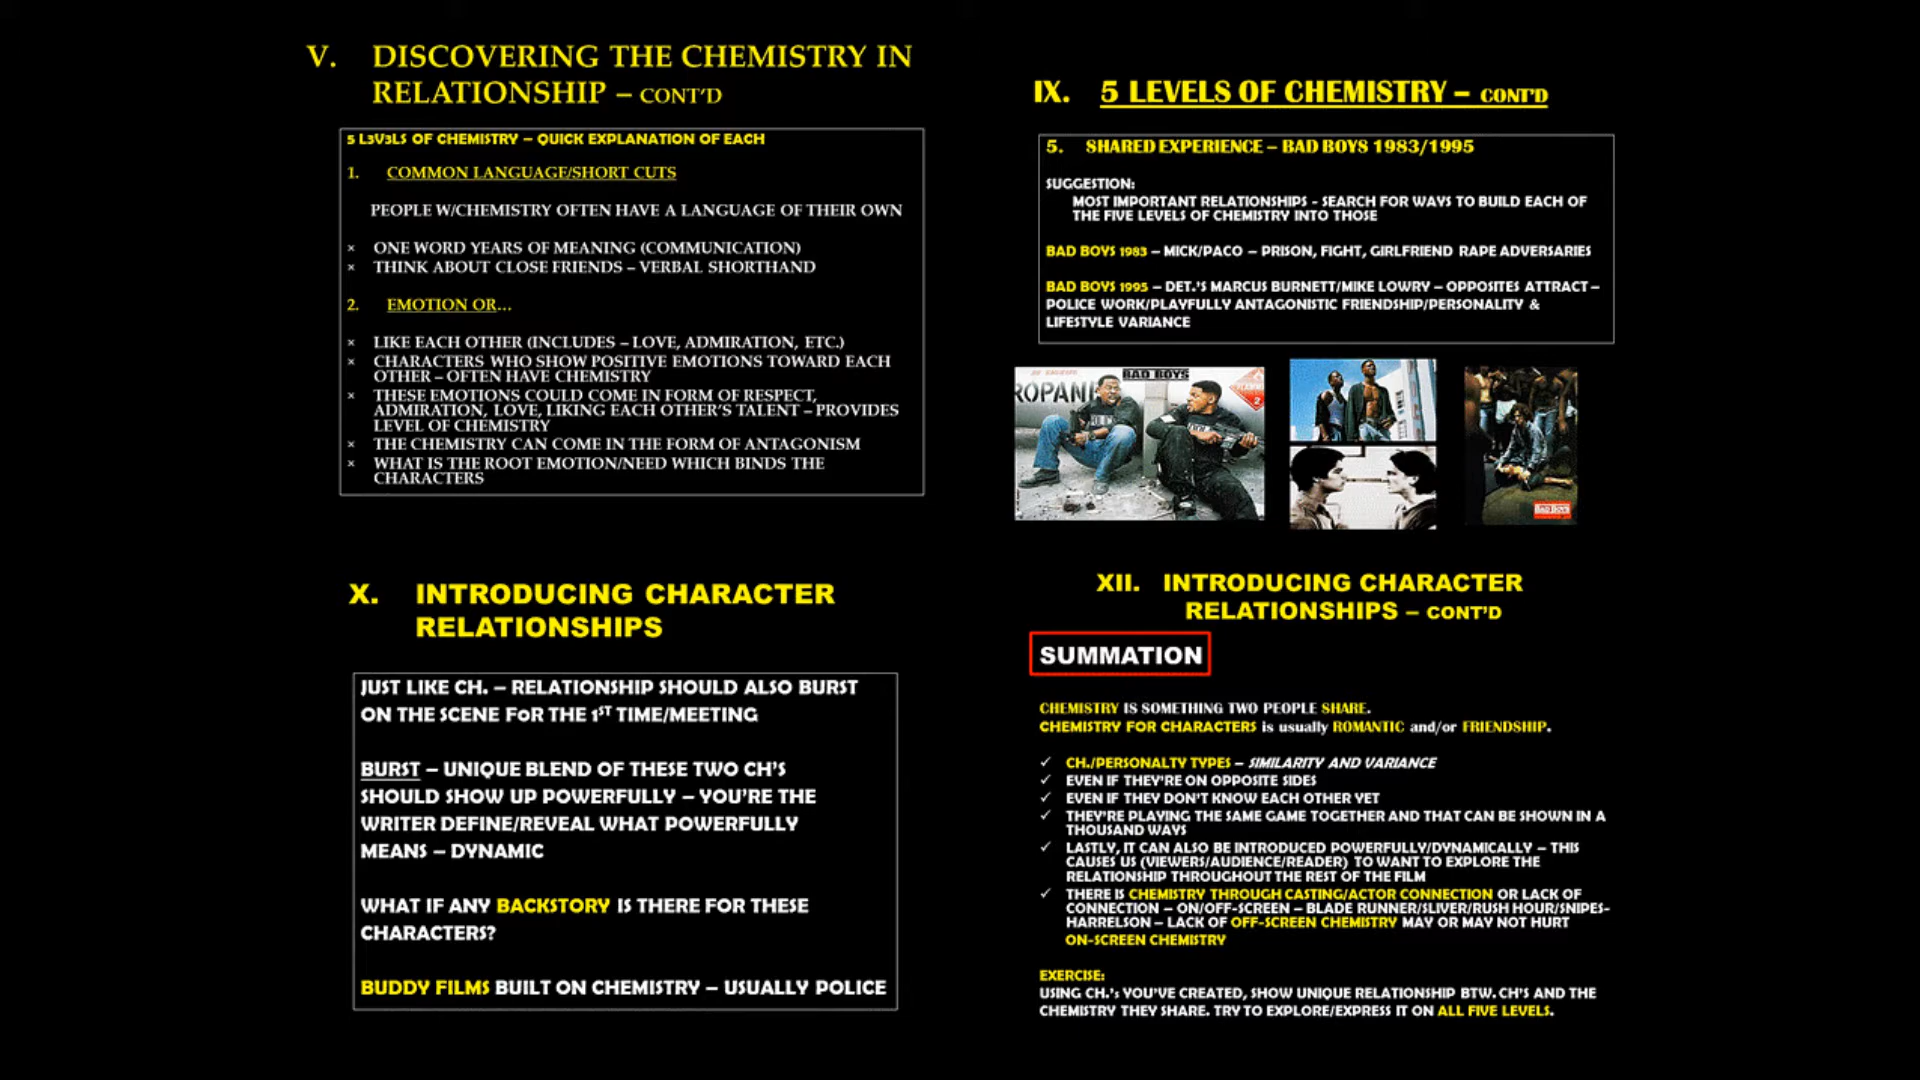 V. DISCOVERING THE CHEMISTRY IN
RELATIONSHIP – CONT'D
5 L3V3LS OF CHEMISTRY – QUICK EXPLANATION OF EACH
1. COMMON LANGUAGE/SHORT CUTS
PEOPLE W/CHEMISTRY OFTEN HAVE A LANGUAGE OF THEIR OWN
× ONE WORD YEARS OF MEANING (COMMUNICATION)
× THINK ABOUT CLOSE FRIENDS – VERBAL SHORTHAND
2. EMOTION OR…
× LIKE EACH OTHER (INCLUDES – LOVE, ADMIRATION, ETC.)
× CHARACTERS WHO SHOW POSITIVE EMOTIONS TOWARD EACH
OTHER – OFTEN HAVE CHEMISTRY
× THESE EMOTIONS COULD COME IN FORM OF RESPECT,
ADMIRATION, LOVE, LIKING EACH OTHER'S TALENT – PROVIDES
LEVEL OF CHEMISTRY
× THE CHEMISTRY CAN COME IN THE FORM OF ANTAGONISM
× WHAT IS THE ROOT EMOTION/NEED WHICH BINDS THE
CHARACTERS
IX. 5 LEVELS OF CHEMISTRY – CONT'D
5. SHARED EXPERIENCE – BAD BOYS 1983/1995
SUGGESTION:
MOST IMPORTANT RELATIONSHIPS - SEARCH FOR WAYS TO BUILD EACH OF
THE FIVE LEVELS OF CHEMISTRY INTO THOSE
BAD BOYS 1983 – MICK/PACO – PRISON, FIGHT, GIRLFRIEND RAPE ADVERSARIES
BAD BOYS 1995 – DET.'S MARCUS BURNETT/MIKE LOWRY – OPPOSITES ATTRACT –
POLICE WORK/PLAYFULLY ANTAGONISTIC FRIENDSHIP/PERSONALITY &
LIFESTYLE VARIANCE
BAD BOYS
ROPAN
2
BAD BOYS
X. INTRODUCING CHARACTER
RELATIONSHIPS
JUST LIKE CH. – RELATIONSHIP SHOULD ALSO BURST
ON THE SCENE FoR THE 1ST TIME/MEETING
BURST – UNIQUE BLEND OF THESE TWO CH'S
SHOULD SHOW UP POWERFULLY – YOU'RE THE
WRITER DEFINE/REVEAL WHAT POWERFULLY
MEANS – DYNAMIC
WHAT IF ANY BACKSTORY IS THERE FOR THESE
CHARACTERS?
BUDDY FILMS BUILT ON CHEMISTRY – USUALLY POLICE
XII. INTRODUCING CHARACTER
RELATIONSHIPS – CONT'D
SUMMATION
CHEMISTRY IS SOMETHING TWO PEOPLE SHARE.
CHEMISTRY FOR CHARACTERS is usually ROMANTIC and/or FRIENDSHIP.
✓ CH./PERSONALTY TYPES – SIMILARITY AND VARIANCE
✓ EVEN IF THEY'RE ON OPPOSITE SIDES
✓ EVEN IF THEY DON'T KNOW EACH OTHER YET
✓ THEY'RE PLAYING THE SAME GAME TOGETHER AND THAT CAN BE SHOWN IN A
THOUSAND WAYS
✓ LASTLY, IT CAN ALSO BE INTRODUCED POWERFULLY/DYNAMICALLY – THIS
CAUSES US (VIEWERS/AUDIENCE/READER) TO WANT TO EXPLORE THE
RELATIONSHIP THROUGHOUT THE REST OF THE FILM
✓ THERE IS CHEMISTRY THROUGH CASTING/ACTOR CONNECTION OR LACK OF
CONNECTION – ON/OFF-SCREEN – BLADE RUNNER/SLIVER/RUSH HOUR/SNIPES-
HARRELSON – LACK OF OFF-SCREEN CHEMISTRY MAY OR MAY NOT HURT
ON-SCREEN CHEMISTRY
EXERCISE:
USING CH.'s YOU'VE CREATED, SHOW UNIQUE RELATIONSHIP BTW. CH'S AND THE
CHEMISTRY THEY SHARE. TRY TO EXPLORE/EXPRESS IT ON ALL FIVE LEVELS.